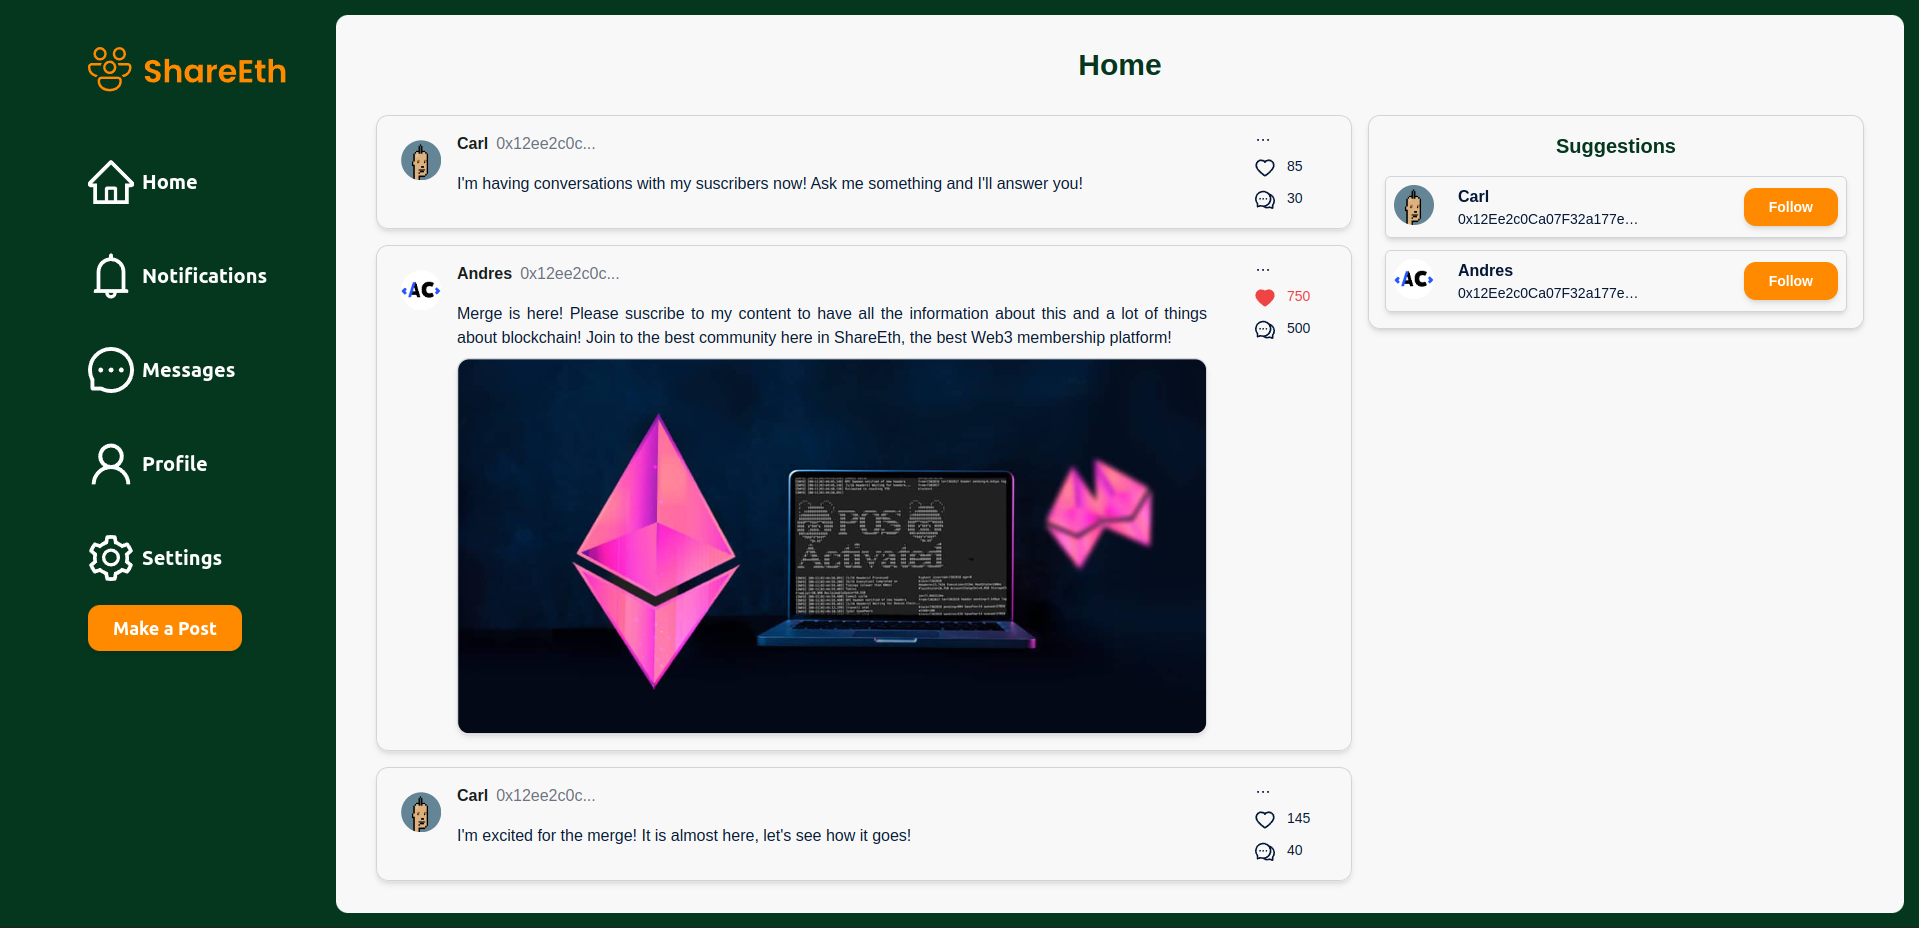 ShareEth
Home
Notifications
Messages
Profile
Settings
Make a Post
Home
Carl 0x12ee2c0c...
I'm having conversations with my suscribers now! Ask me something and I'll answer you!
...
85
30
Andres 0x12ee2c0c...
Merge is here! Please suscribe to my content to have all the information about this and a lot of things
about blockchain! Join to the best community here in ShareEth, the best Web3 membership platform!
...
750
500
POS
Activated
Carl 0x12ee2c0c...
I'm excited for the merge! It is almost here, let's see how it goes!
...
145
40
Suggestions
Carl
0x12Ee2c0Ca07F32a177e...
Follow
AC
Andres
0x12Ee2c0Ca07F32a177e...
Follow